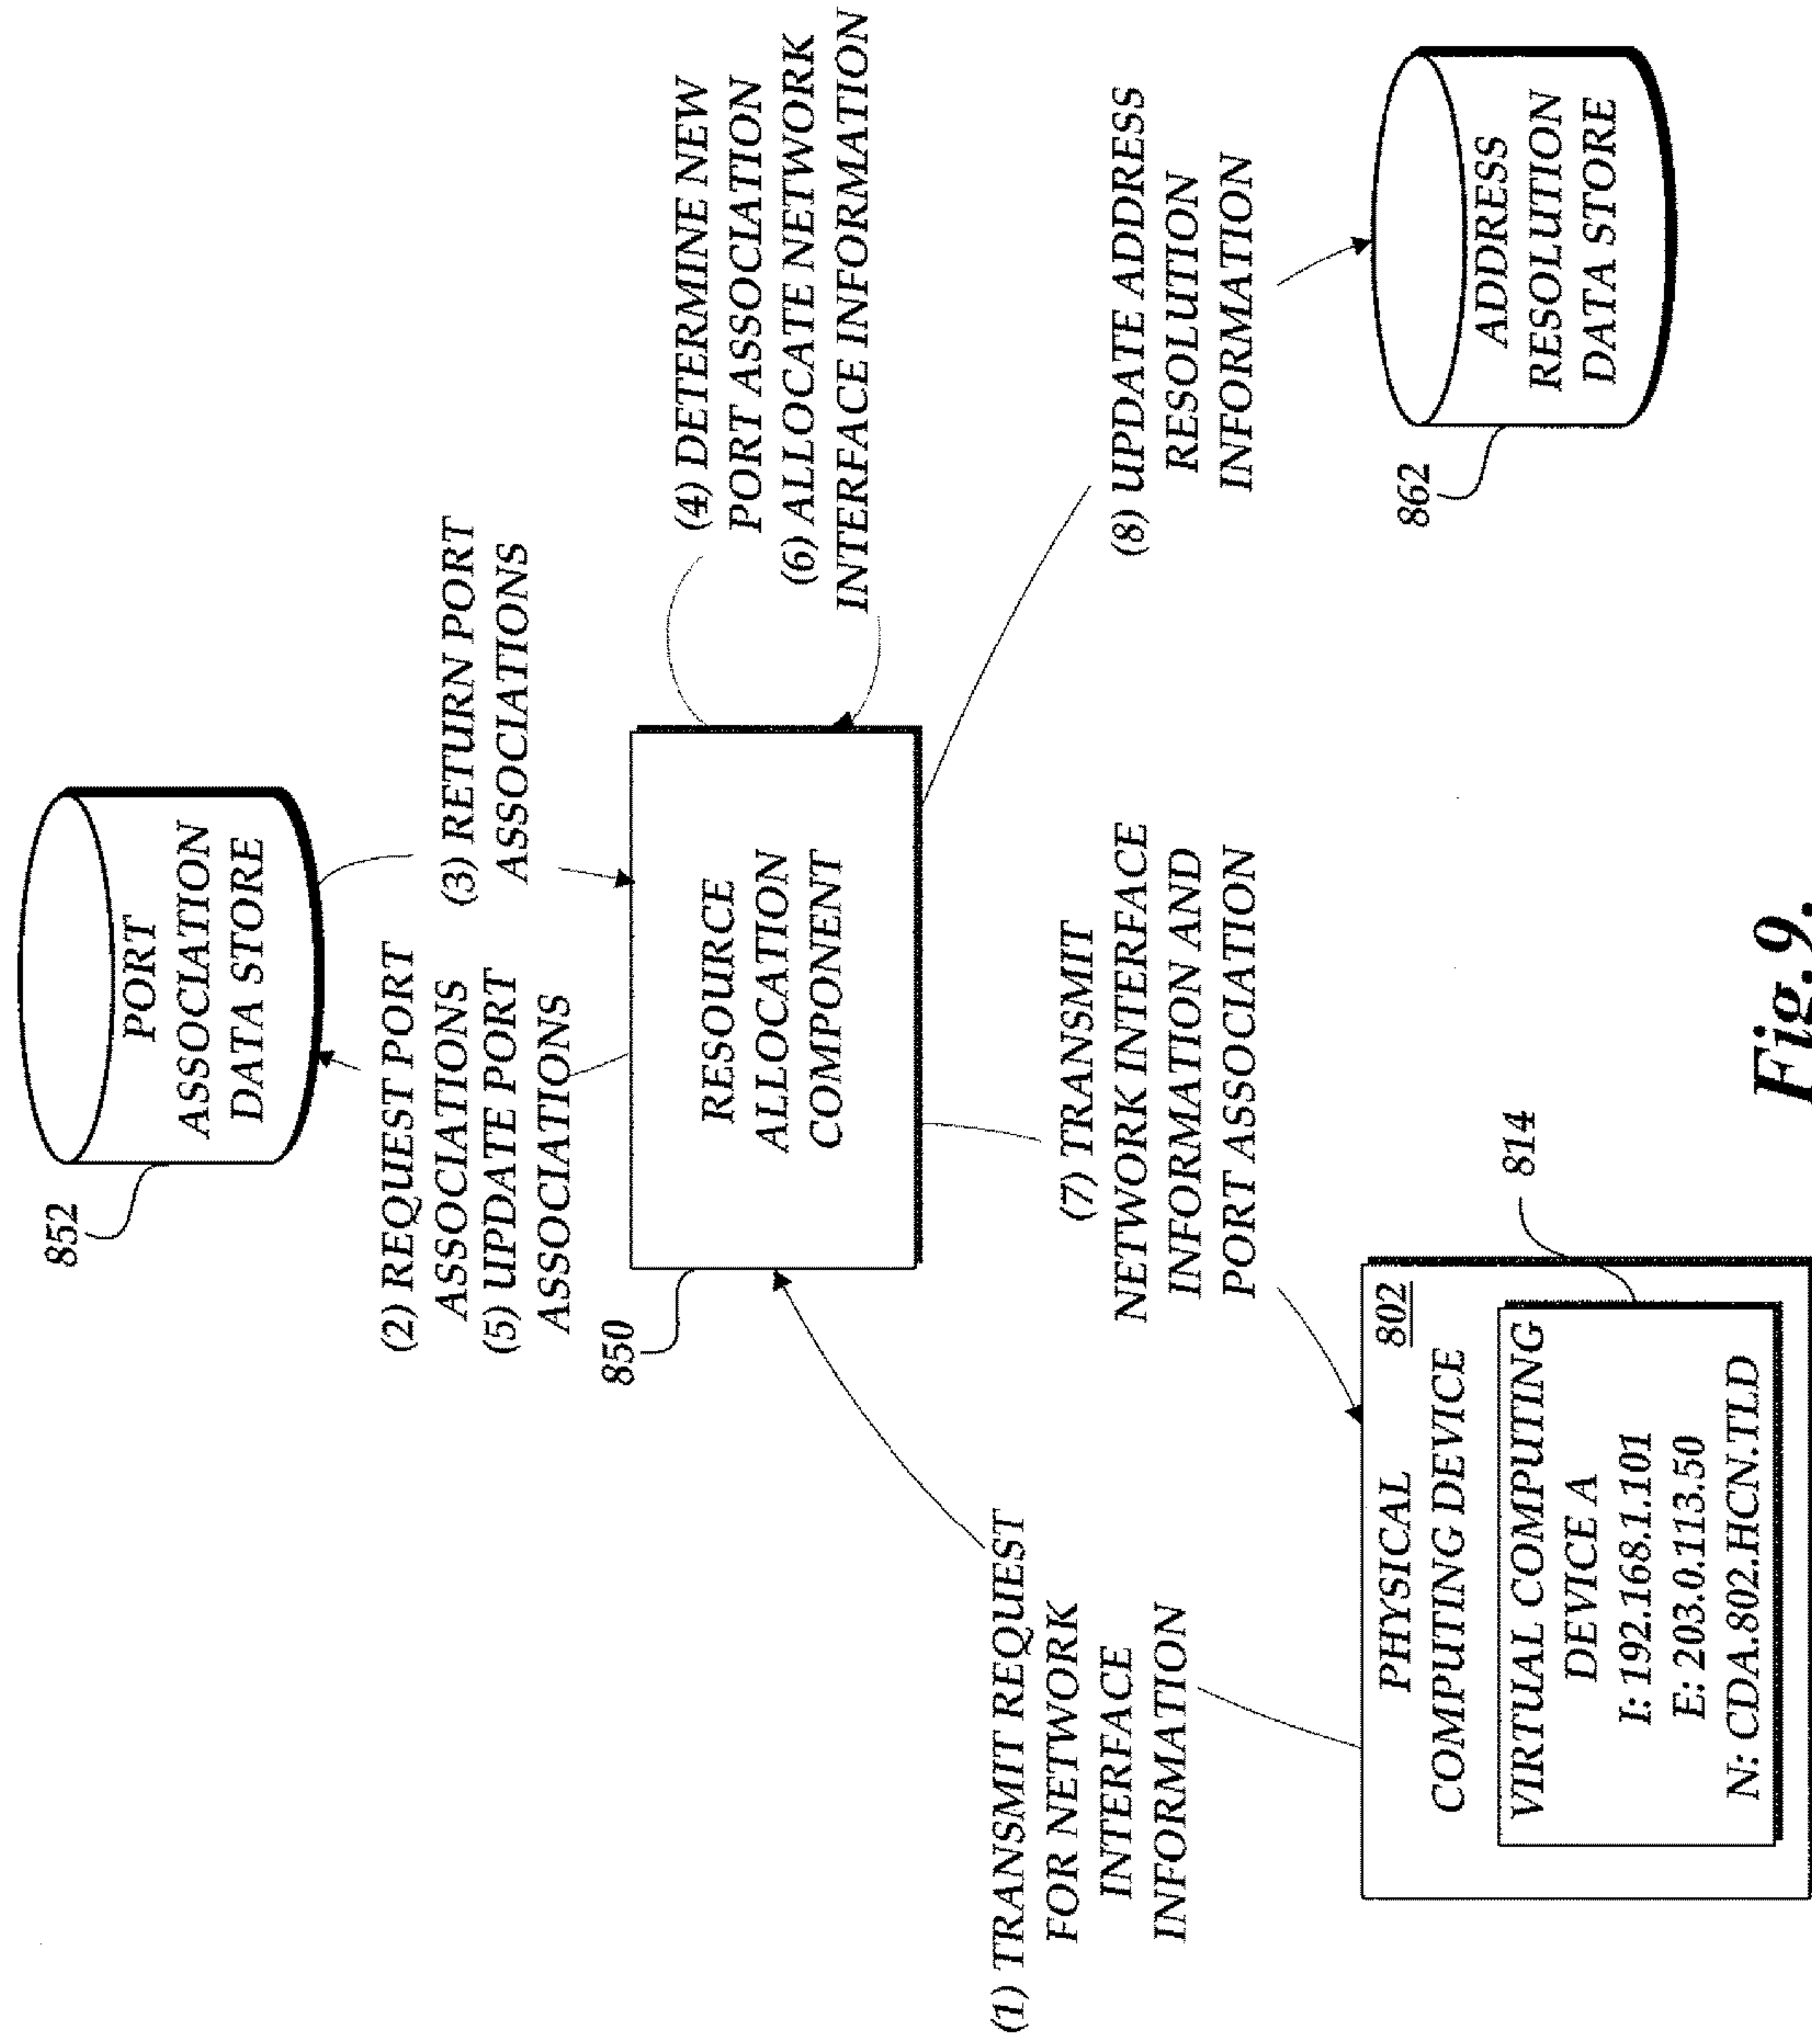 852
PORT
ASSOCIATION
DATA STORE
(2) REQUEST PORT
ASSOCIATIONS
(5) UPDATE PORT
ASSOCIATIONS
(3) RETURN PORT
ASSOCIATIONS
850
RESOURCE
ALLOCATION
COMPONENT
(4) DETERMINE NEW
PORT ASSOCIATION
(6) ALLOCATE NETWORK
INTERFACE INFORMATION
(1) TRANSMIT REQUEST
FOR NETWORK
INTERFACE
INFORMATION
(7) TRANSMIT
NETWORK INTERFACE
INFORMATION AND
PORT ASSOCIATION
(8) UPDATE ADDRESS
RESOLUTION
INFORMATION
PHYSICAL
COMPUTING DEVICE
802
VIRTUAL COMPUTING
DEVICE A
I: 192.168.1.101
E: 203.0.113.50
N: CDA.802.HCN.TLD
814
862
ADDRESS
RESOLUTION
DATA STORE
Fig.9.